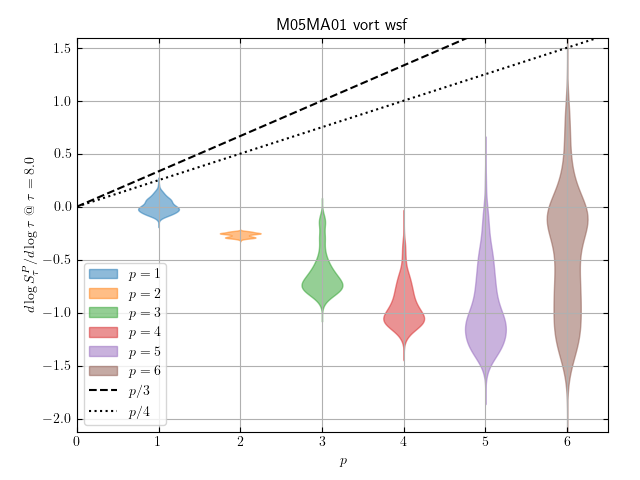 M05MA01 vort wsf
d log S_τ^p / d log τ @ τ = 8.0
1.5
1.0
0.5
0.0
−0.5
−1.0
−1.5
−2.0
p = 1
p = 2
p = 3
p = 4
p = 5
p = 6
p/3
p/4
0 1 2 3 4 5 6
p